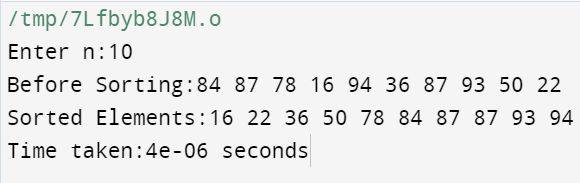 /tmp/7Lfbyb8J8M.o
Enter n:10
Before Sorting:84 87 78 16 94 36 87 93 50 22
Sorted Elements:16 22 36 50 78 84 87 87 93 94
Time taken:4e-06 seconds